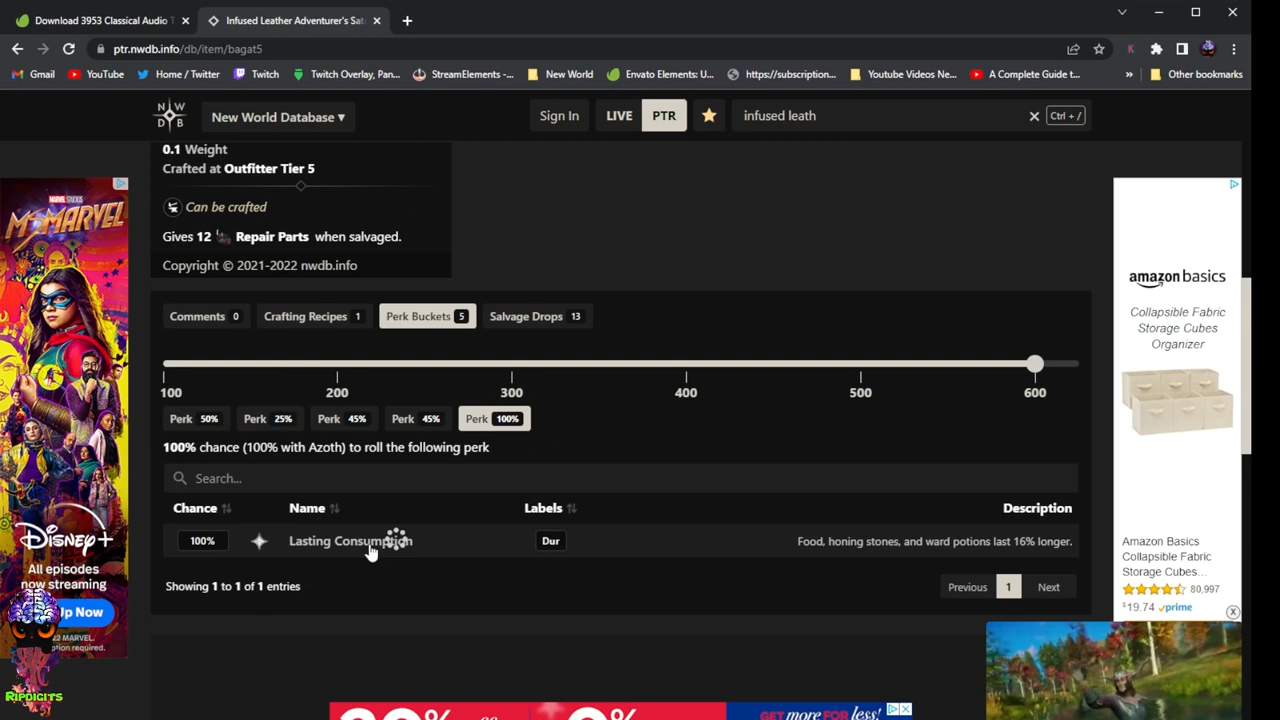 Download 3953 Classical Audio T
Infused Leather Adventurer's Sat
ptr.nwdb.info/db/item/bagat5
Gmail
YouTube
Home / Twitter
Twitch
Twitch Overlay, Pan...
StreamElements -...
New World
Envato Elements: U...
https://subscription...
Youtube Videos Ne...
A Complete Guide t...
»
Other bookmarks
N W
D B
New World Database ▾
Sign In
LIVE
PTR
infused leath
Ctrl + /
0.1 Weight
Crafted at Outfitter Tier 5
Can be crafted
Gives 12 Repair Parts when salvaged.
Copyright © 2021-2022 nwdb.info
Comments 0
Crafting Recipes 1
Perk Buckets 5
Salvage Drops 13
100 200 300 400 500 600
Perk 50%
Perk 25%
Perk 45%
Perk 45%
Perk 100%
100% chance (100% with Azoth) to roll the following perk
Search...
Chance Name Labels Description
100% Lasting Consumption Dur Food, honing stones, and ward potions last 16% longer.
Showing 1 to 1 of 1 entries
Previous 1 Next
MARVEL STUDIOS
MS. MARVEL
Disney+
All episodes
now streaming
Up Now
22 MARVEL.
RIPDIGITS
amazon basics
Collapsible Fabric
Storage Cubes
Organizer
Amazon Basics
Collapsible Fabric
Storage Cubes...
80,997
$19.74 prime
GET more FOR less!